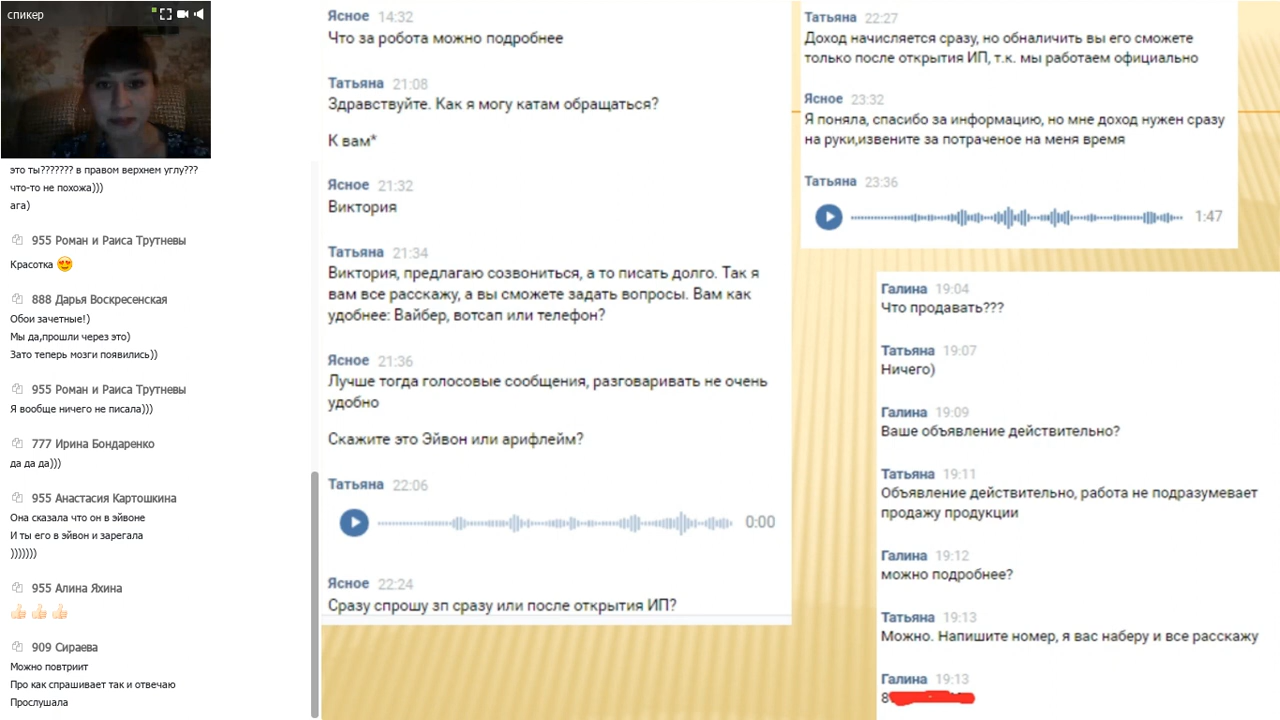 спикер
это ты??????? в правом верхнем углу???
что-то не похожа)))
ага)
955 Роман и Раиса Трутневы
Красотка 😍
888 Дарья Воскресенская
Обои зачетные!)
Мы да,прошли через это)
Зато теперь мозги появились))
955 Роман и Раиса Трутневы
Я вообще ничего не писала)))
777 Ирина Бондаренко
да да да)))
955 Анастасия Картошкина
Она сказала что он в эйвоне
И ты его в эйвон и зарегала
)))))))
955 Алина Яхина
👍👍👍
909 Сираева
Можно повтриит
Про как спрашивает так и отвечаю
Прослушала
Ясное 14:32
Что за робота можно подробнее
Татьяна 21:08
Здравствуйте. Как я могу катам обращаться?
К вам*
Ясное 21:32
Виктория
Татьяна 21:34
Виктория, предлагаю созвониться, а то писать долго. Так я
вам все расскажу, а вы сможете задать вопросы. Вам как
удобнее: Вайбер, вотсап или телефон?
Ясное 21:36
Лучше тогда голосовые сообщения, разговаривать не очень
удобно
Скажите это Эйвон или арифлейм?
Татьяна 22:06
0:00
Ясное 22:24
Сразу спрошу зп сразу или после открытия ИП?
Татьяна 22:27
Доход начисляется сразу, но обналичить вы его сможете
только после открытия ИП, т.к. мы работаем официально
Ясное 23:32
Я поняла, спасибо за информацию, но мне доход нужен сразу
на руки,извените за потраченое на меня время
Татьяна 23:36
1:47
Галина 19:04
Что продавать???
Татьяна 19:07
Ничего)
Галина 19:09
Ваше объявление действительно?
Татьяна 19:11
Объявление действительно, работа не подразумевает
продажу продукции
Галина 19:12
можно подробнее?
Татьяна 19:13
Можно. Напишите номер, я вас наберу и все расскажу
Галина 19:13
8